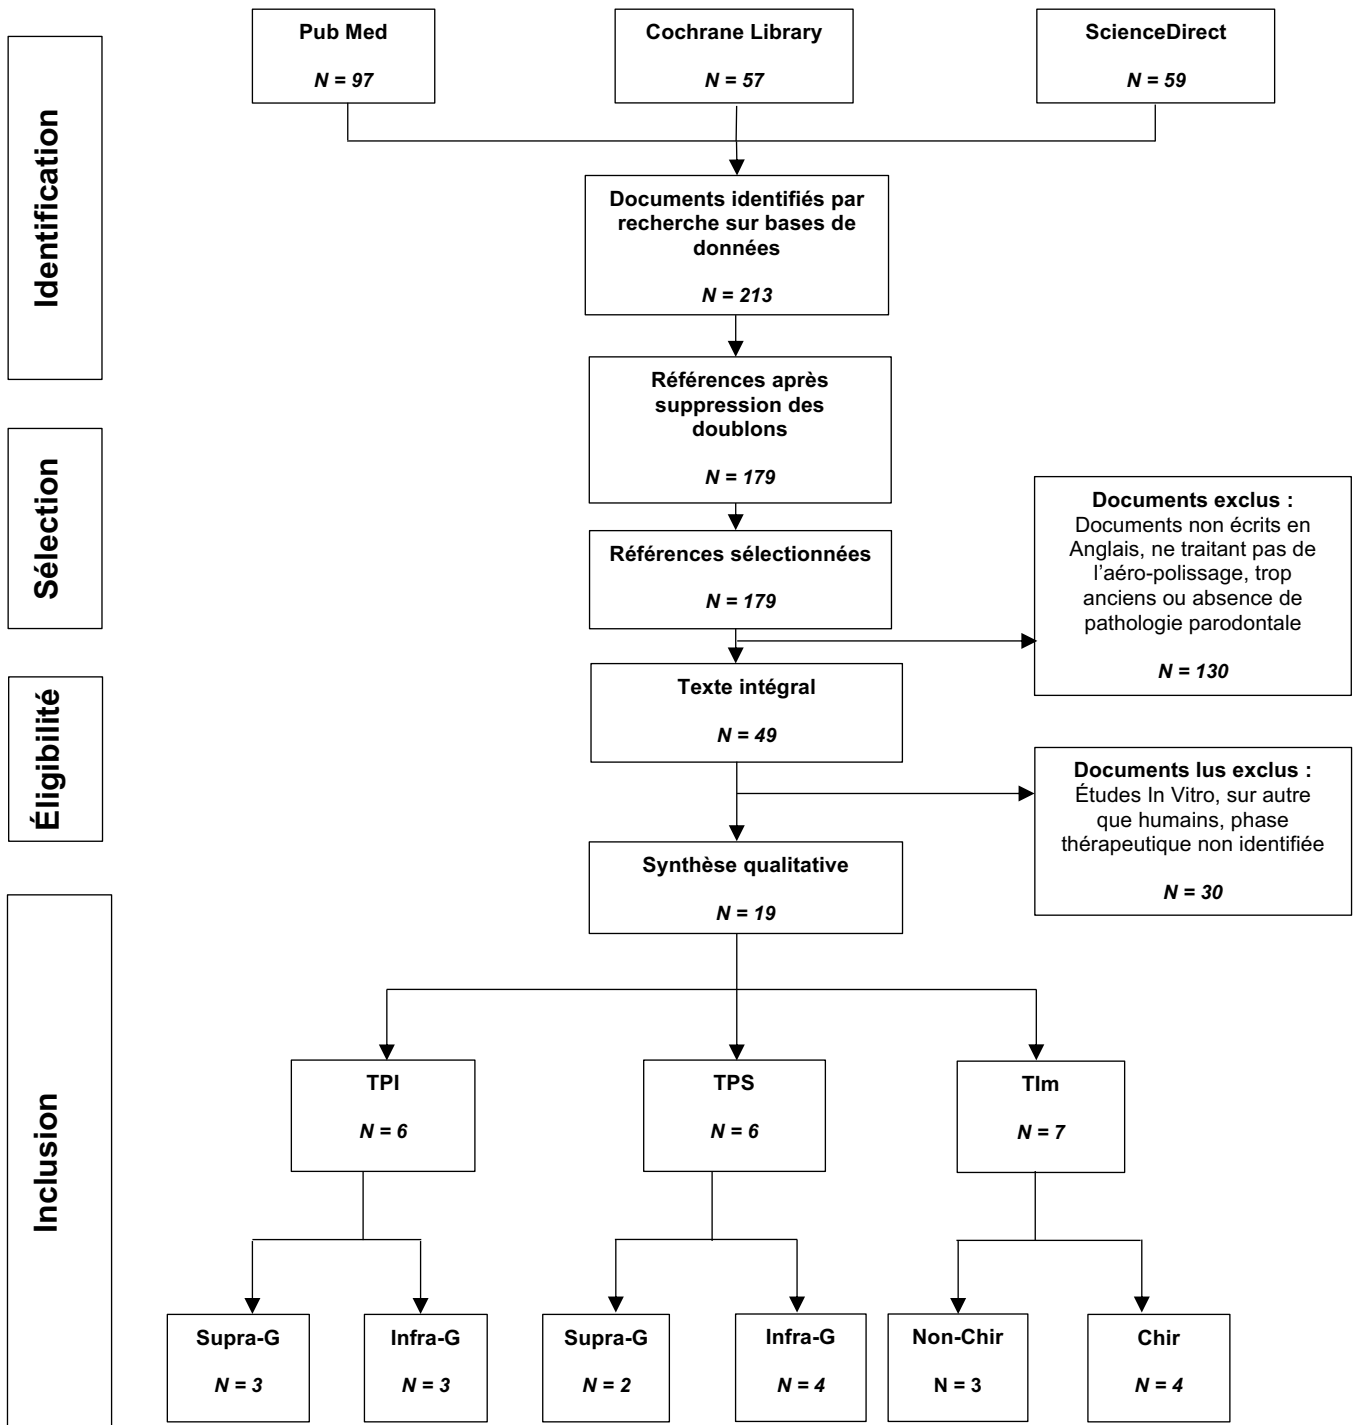 Identification
Pub Med
N = 97
Cochrane Library
N = 57
ScienceDirect
N = 59
Documents identifiés par
recherche sur bases de
données
N = 213
Références après
suppression des
doublons
N = 179
Sélection
Références sélectionnées
N = 179
Documents exclus :
Documents non écrits en
Anglais, ne traitant pas de
l'aéro-polissage, trop
anciens ou absence de
pathologie parodontale
N = 130
Éligibilité
Texte intégral
N = 49
Documents lus exclus :
Études In Vitro, sur autre
que humains, phase
thérapeutique non identifiée
N = 30
Synthèse qualitative
N = 19
Inclusion
TPI
N = 6
TPS
N = 6
TIm
N = 7
Supra-G
N = 3
Infra-G
N = 3
Supra-G
N = 2
Infra-G
N = 4
Non-Chir
N = 3
Chir
N = 4